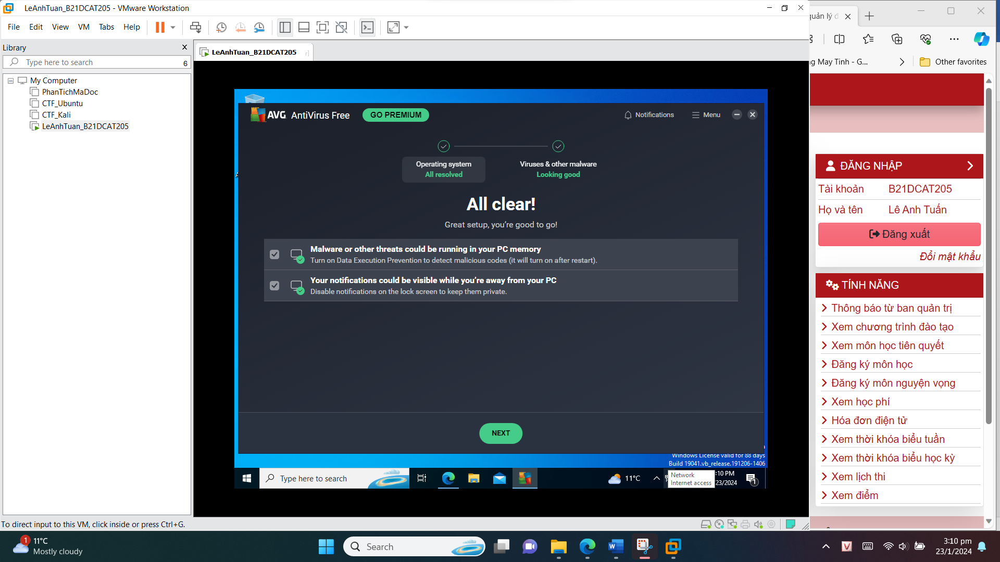 LeAnhTuan_B21DCAT205 - VMware Workstation
File Edit View VM Tabs Help
Library
Type here to search
6
My Computer
PhanTichMaDoc
CTF_Ubuntu
CTF_Kali
LeAnhTuan_B21DCAT205
LeAnhTuan_B21DCAT205
AVG AntiVirus Free
GO PREMIUM
Notifications
Menu
Operating system
All resolved
Viruses & other malware
Looking good
All clear!
Great setup, you're good to go!
Malware or other threats could be running in your PC memory
Turn on Data Execution Prevention to detect malicious codes (it will turn on after restart).
Your notifications could be visible while you're away from your PC
Disable notifications on the lock screen to keep them private.
NEXT
Windows License valid for 88 days
Build 19041.vb_release.191206-1406
Type here to search
11°C
Network
Internet access
:10 PM
23/2024
1
To direct input to this VM, click inside or press Ctrl+G.
quản lý đ
g May Tinh - G...
Other favorites
ĐĂNG NHẬP
Tài khoản B21DCAT205
Họ và tên Lê Anh Tuấn
Đăng xuất
Đổi mật khẩu
TÍNH NĂNG
Thông báo từ ban quản trị
Xem chương trình đào tạo
Xem môn học tiên quyết
Đăng ký môn học
Đăng ký môn nguyện vọng
Xem học phí
Hóa đơn điện tử
Xem thời khóa biểu tuần
Xem thời khóa biểu học kỳ
Xem lịch thi
Xem điểm
1
11°C
Mostly cloudy
Search
3:10 pm
23/1/2024